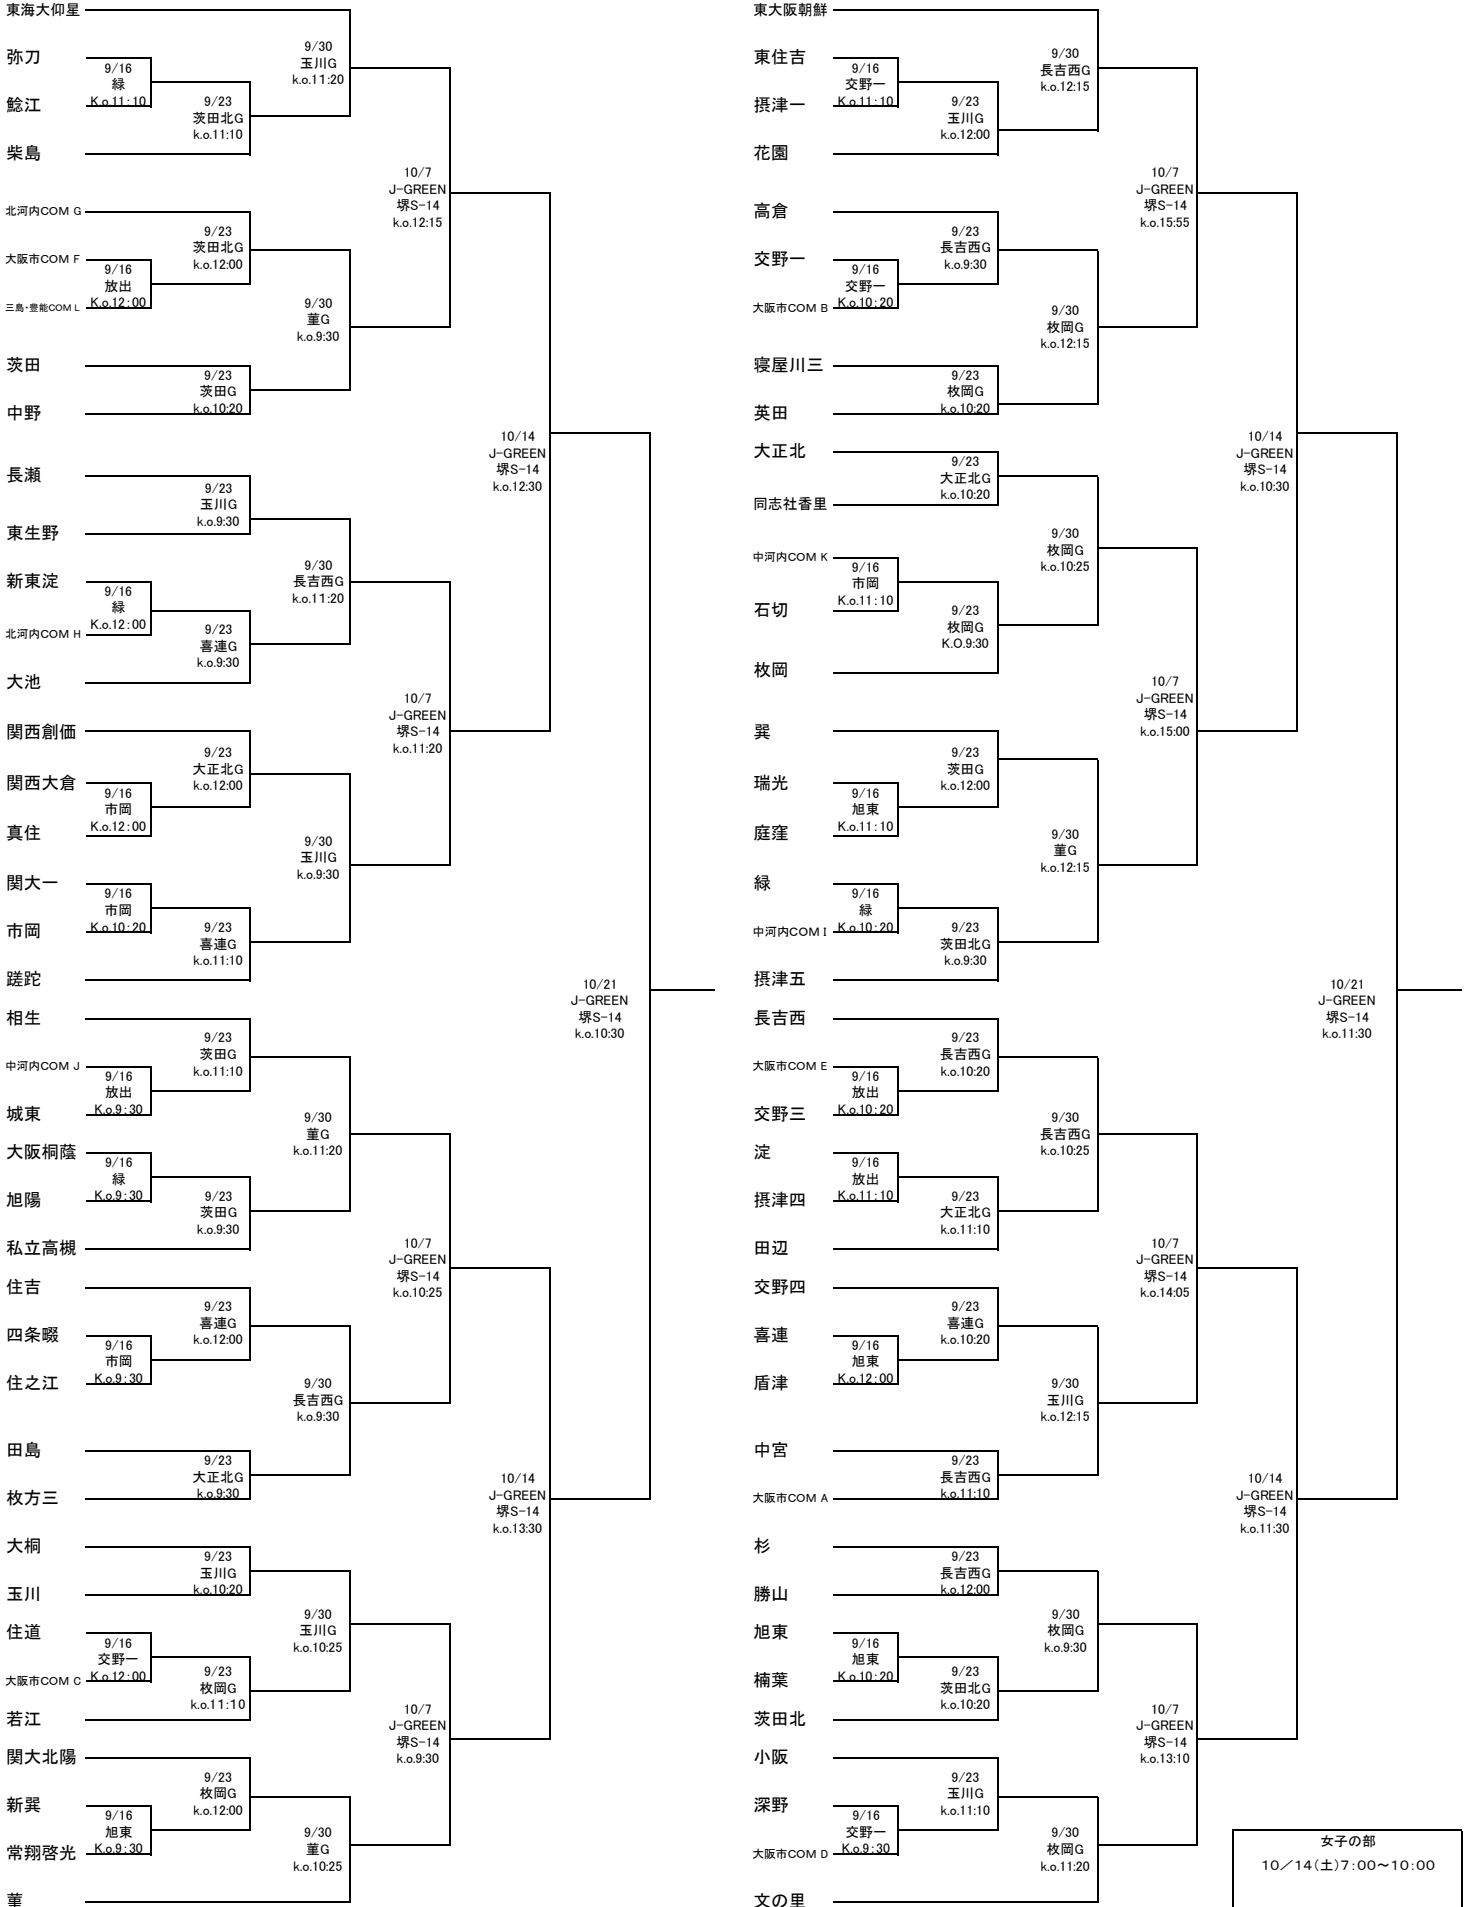 東海大仰星
9/30
玉川G
k.o.11:20
弥刀
9/16
緑
K.o.11:10
鯰江
9/23
茨田北G
k.o.11:10
柴島
10/7
J-GREEN
堺S-14
k.o.12:15
北河内COM G
9/23
茨田北G
k.o.12:00
大阪市COM F
9/16
放出
K.o.12:00
三島・豊能COM L
9/30
菫G
k.o.9:30
茨田
9/23
茨田G
k.o.10:20
中野
10/14
J-GREEN
堺S-14
k.o.12:30
長瀬
9/23
玉川G
k.o.9:30
東生野
9/30
長吉西G
k.o.11:20
新東淀
9/16
緑
K.o.12:00
北河内COM H
9/23
喜連G
k.o.9:30
大池
10/7
J-GREEN
堺S-14
k.o.11:20
関西創価
9/23
大正北G
k.o.12:00
関西大倉
9/16
市岡
K.o.12:00
真住
9/30
玉川G
k.o.9:30
関大一
9/16
市岡
K.o.10:20
市岡
9/23
喜連G
k.o.11:10
蹉跎
10/21
J-GREEN
堺S-14
k.o.10:30
相生
9/23
茨田G
k.o.11:10
中河内COM J
9/16
放出
K.o.9:30
城東
9/30
菫G
k.o.11:20
大阪桐蔭
9/16
緑
K.o.9:30
旭陽
9/23
茨田G
k.o.9:30
私立高槻
10/7
J-GREEN
堺S-14
k.o.10:25
住吉
9/23
喜連G
k.o.12:00
四条畷
9/16
市岡
K.o.9:30
住之江
9/30
長吉西G
k.o.9:30
田島
9/23
大正北G
k.o.9:30
枚方三
10/14
J-GREEN
堺S-14
k.o.13:30
大桐
9/23
玉川G
k.o.10:20
玉川
9/30
玉川G
k.o.10:25
住道
9/16
交野一
K.o.12:00
大阪市COM C
9/23
枚岡G
k.o.11:10
若江
10/7
J-GREEN
堺S-14
k.o.9:30
関大北陽
9/23
枚岡G
k.o.12:00
新巽
9/16
旭東
K.o.9:30
常翔啓光
9/30
菫G
k.o.10:25
菫
東大阪朝鮮
9/30
長吉西G
k.o.12:15
東住吉
9/16
交野一
K.o.11:10
摂津一
9/23
玉川G
k.o.12:00
花園
10/7
J-GREEN
堺S-14
k.o.15:55
高倉
9/23
長吉西G
k.o.9:30
交野一
9/16
交野一
K.o.10:20
大阪市COM B
9/30
枚岡G
k.o.12:15
寝屋川三
9/23
枚岡G
k.o.10:20
英田
10/14
J-GREEN
堺S-14
k.o.10:30
大正北
9/23
大正北G
k.o.10:20
同志社香里
9/30
枚岡G
k.o.10:25
中河内COM K
9/16
市岡
K.o.11:10
石切
9/23
枚岡G
K.O.9:30
枚岡
10/7
J-GREEN
堺S-14
k.o.15:00
巽
9/23
茨田G
k.o.12:00
瑞光
9/16
旭東
K.o.11:10
庭窪
9/30
菫G
k.o.12:15
緑
9/16
緑
K.o.10:20
中河内COM I
9/23
茨田北G
k.o.9:30
摂津五
10/21
J-GREEN
堺S-14
k.o.11:30
長吉西
9/23
長吉西G
k.o.10:20
大阪市COM E
9/16
放出
K.o.10:20
交野三
9/30
長吉西G
k.o.10:25
淀
9/16
放出
K.o.11:10
摂津四
9/23
大正北G
k.o.11:10
田辺
10/7
J-GREEN
堺S-14
k.o.14:05
交野四
9/23
喜連G
k.o.10:20
喜連
9/16
旭東
K.o.12:00
盾津
9/30
玉川G
k.o.12:15
中宮
9/23
長吉西G
k.o.11:10
大阪市COM A
10/14
J-GREEN
堺S-14
k.o.11:30
杉
9/23
長吉西G
k.o.12:00
勝山
9/30
枚岡G
k.o.9:30
旭東
9/16
旭東
K.o.10:20
楠葉
9/23
茨田北G
k.o.10:20
茨田北
10/7
J-GREEN
堺S-14
k.o.13:10
小阪
9/23
玉川G
k.o.11:10
深野
9/16
交野一
K.o.9:30
大阪市COM D
9/30
枚岡G
k.o.11:20
文の里
女子の部
10／14(土)7:00～10:00